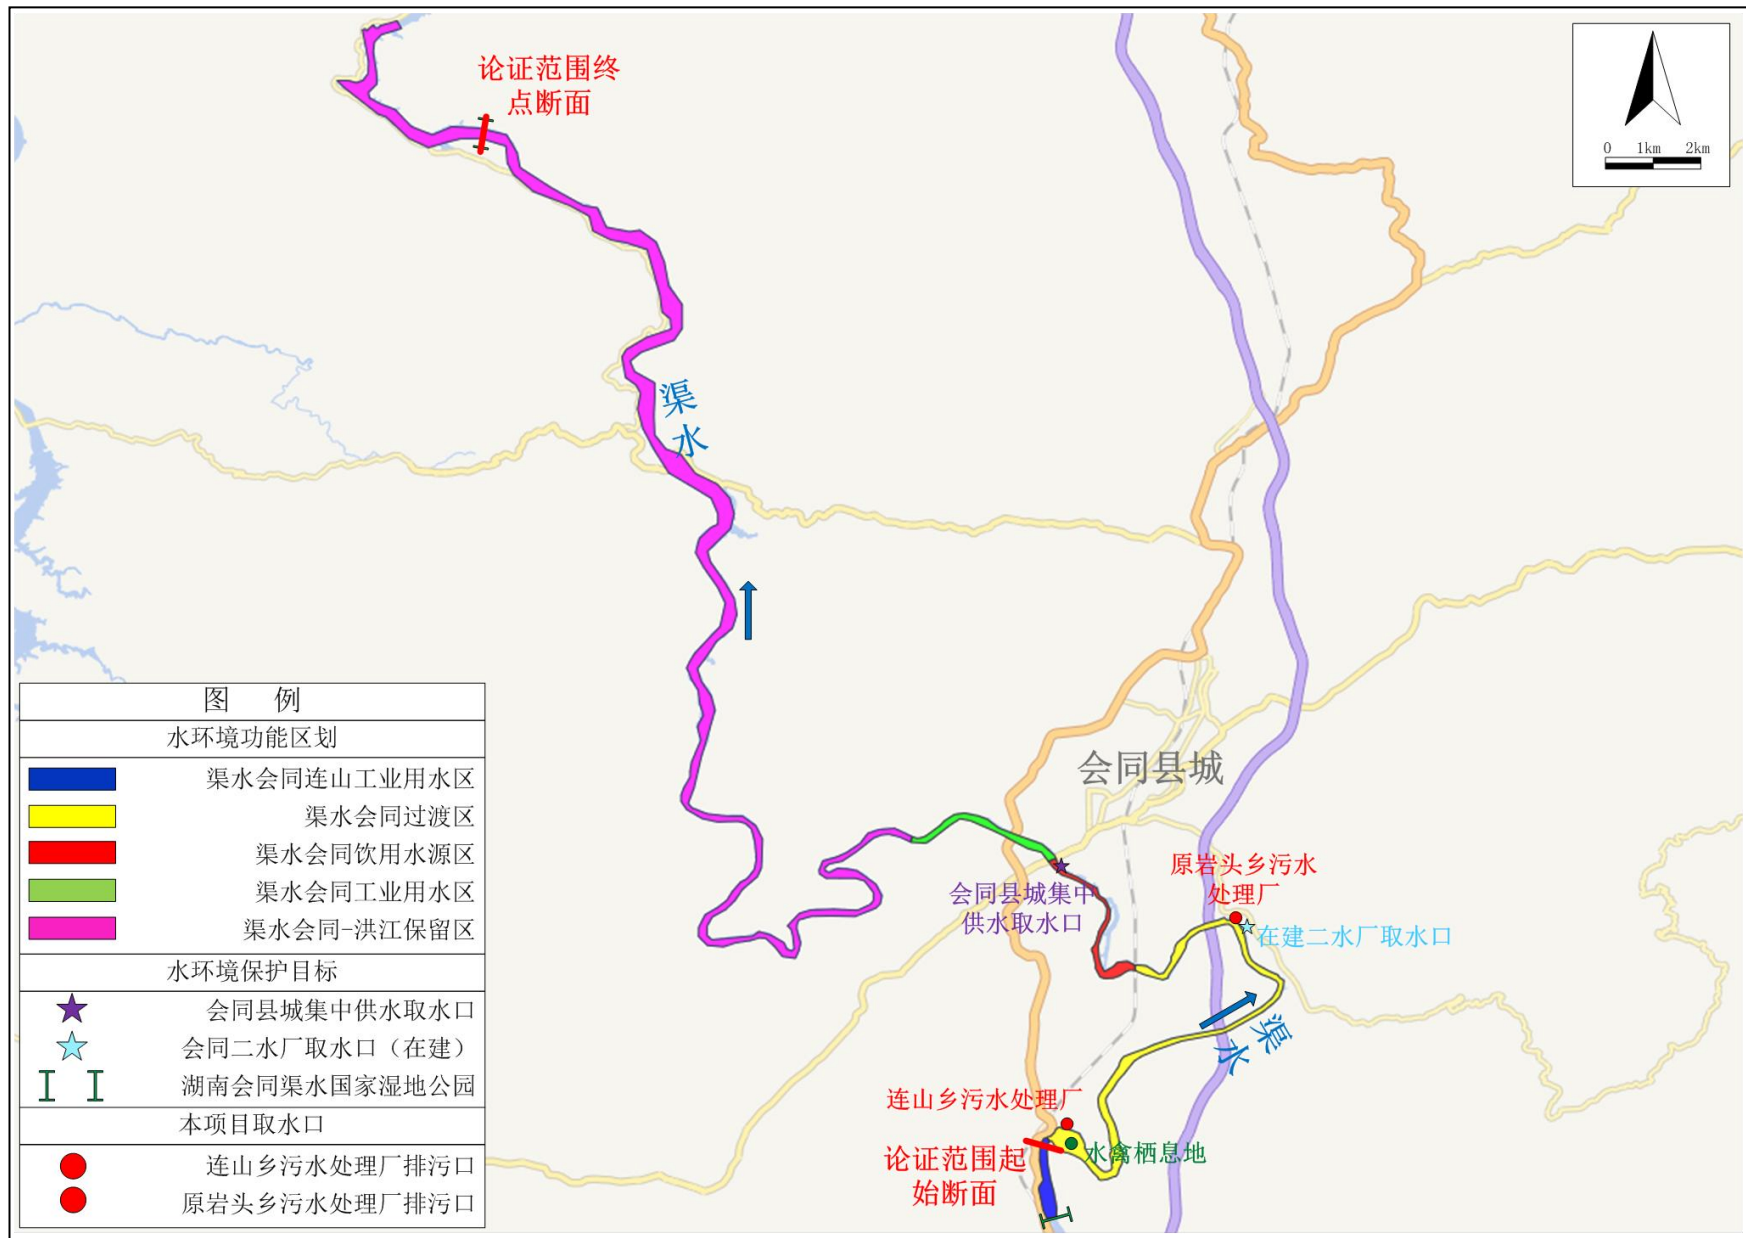 论证范围终
点断面
0 1km 2km
渠
水
会同县城
原岩头乡污水
处理厂
会同县城集中
供水取水口
在建二水厂取水口
渠
水
连山乡污水处理厂
水禽栖息地
论证范围起
始断面
图 例
水环境功能区划
渠水会同连山工业用水区
渠水会同过渡区
渠水会同饮用水源区
渠水会同工业用水区
渠水会同-洪江保留区
水环境保护目标
会同县城集中供水取水口
会同二水厂取水口（在建）
湖南会同渠水国家湿地公园
本项目取水口
连山乡污水处理厂排污口
原岩头乡污水处理厂排污口